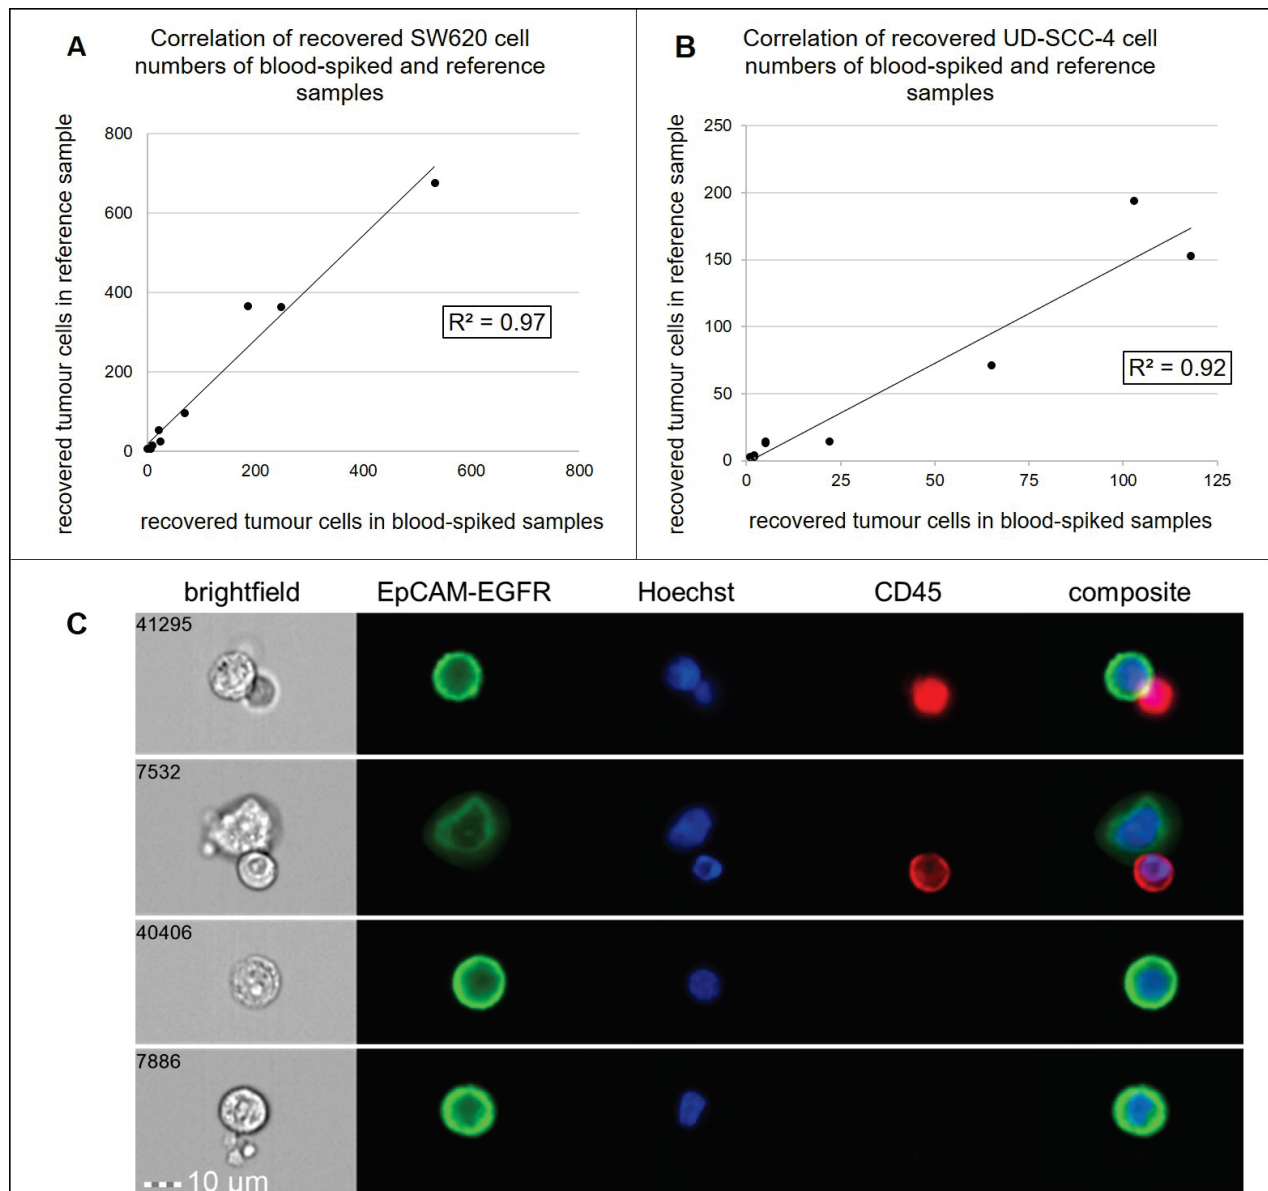 A
Correlation of recovered SW620 cell
numbers of blood-spiked and reference
samples
recovered tumour cells in reference sample
800
600
400
200
0
R² = 0.97
0 200 400 600 800
recovered tumour cells in blood-spiked samples
B
Correlation of recovered UD-SCC-4 cell
numbers of blood-spiked and reference
samples
recovered tumour cells in reference sample
250
200
150
100
50
0
R² = 0.92
0 25 50 75 100 125
recovered tumour cells in blood-spiked samples
C
brightfield EpCAM-EGFR Hoechst CD45 composite
41295
7532
40406
7886
10 µm